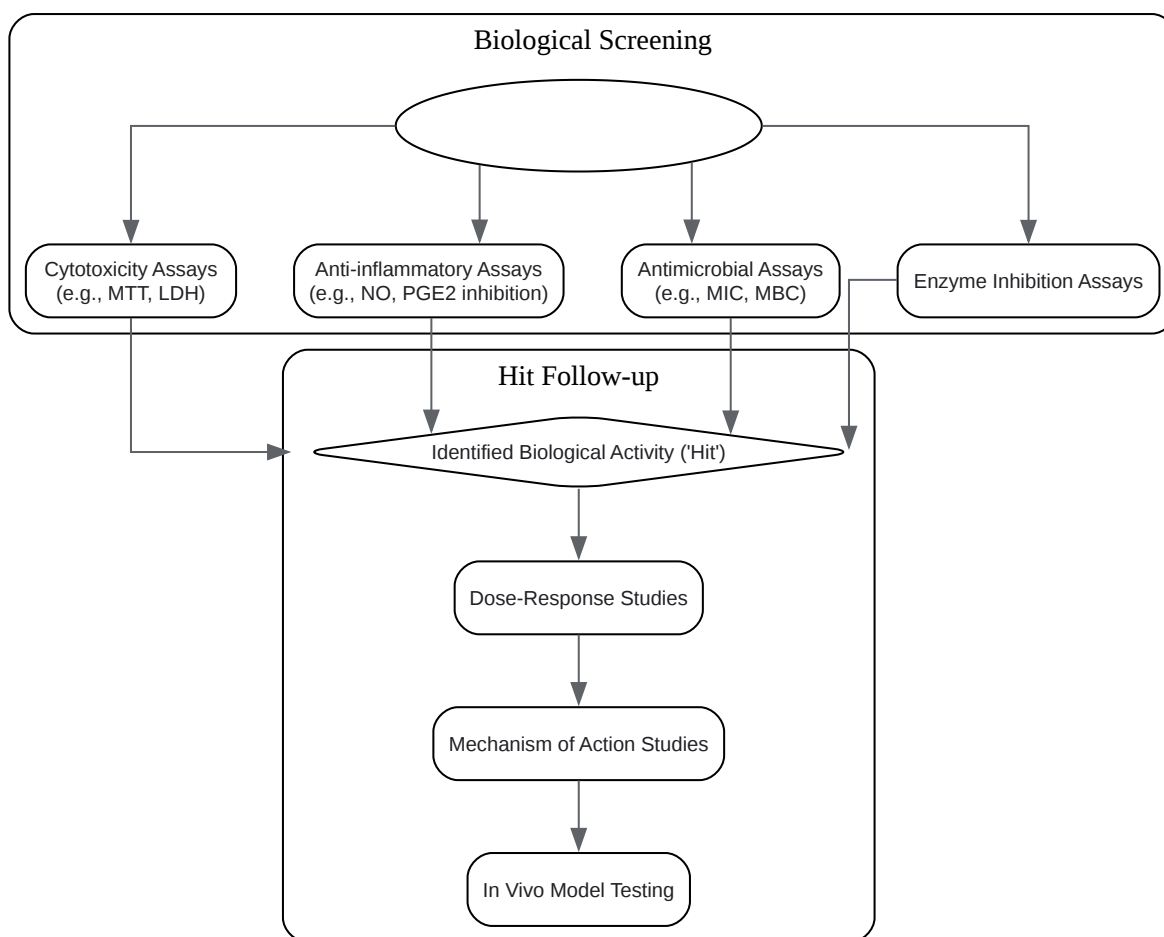 Biological Screening
Cytotoxicity Assays
(e.g., MTT, LDH)
Anti-inflammatory Assays
(e.g., NO, PGE2 inhibition)
Antimicrobial Assays
(e.g., MIC, MBC)
Enzyme Inhibition Assays
Hit Follow-up
Identified Biological Activity ('Hit')
Dose-Response Studies
Mechanism of Action Studies
In Vivo Model Testing